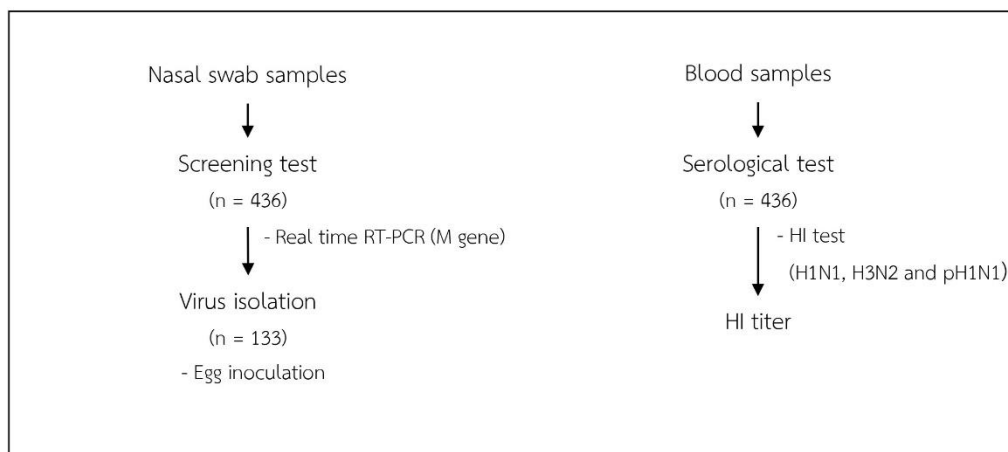 Nasal swab samples
Screening test
(n = 436)
- Real time RT-PCR (M gene)
Virus isolation
(n = 133)
- Egg inoculation
Blood samples
Serological test
(n = 436)
- HI test
(H1N1, H3N2 and pH1N1)
HI titer